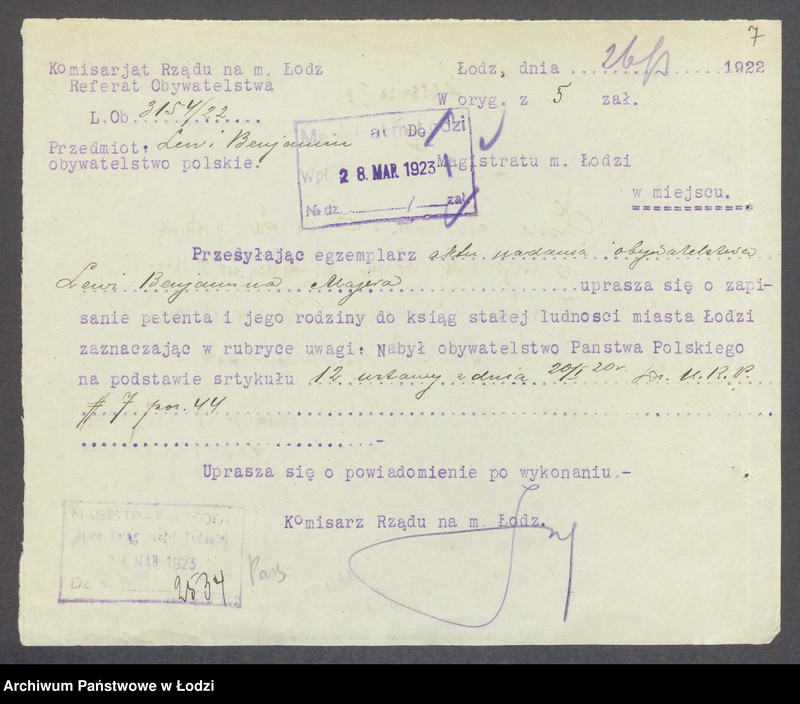 7
Komisarjat Rządu na m. Łodz
Referat Obywatelstwa
L.Ob. 3154/22
Przedmiot: Lewi Benjamin
obywatelstwo polskie.
Łodz, dnia 26/ 1922
W oryg. z 5 zał.
Do
Magistratu m. Łodzi
w miejscu.
Wpł. 28. MAR. 1923
№ dz. / zał.
Przesyłając egzemplarz aktu nadania obywatelstwa
Lewi Benjamina Majera uprasza się o zapi-
sanie petenta i jego rodziny do ksiąg stałej ludnosci miasta Łodzi
zaznaczając w rubryce uwagi: Nabył obywatelstwo Panstwa Polskiego
na podstawie srtykułu 12 ustawy z dnia 20/I 20 r. Dz. U. R. P.
# 7 poz. 44
Uprasza się o powiadomienie po wykonaniu.-
Komisarz Rządu na m. Łodz.
MAGISTRAT m. ŁODZI
MAR 1923
2534
Archiwum Państwowe w Łodzi